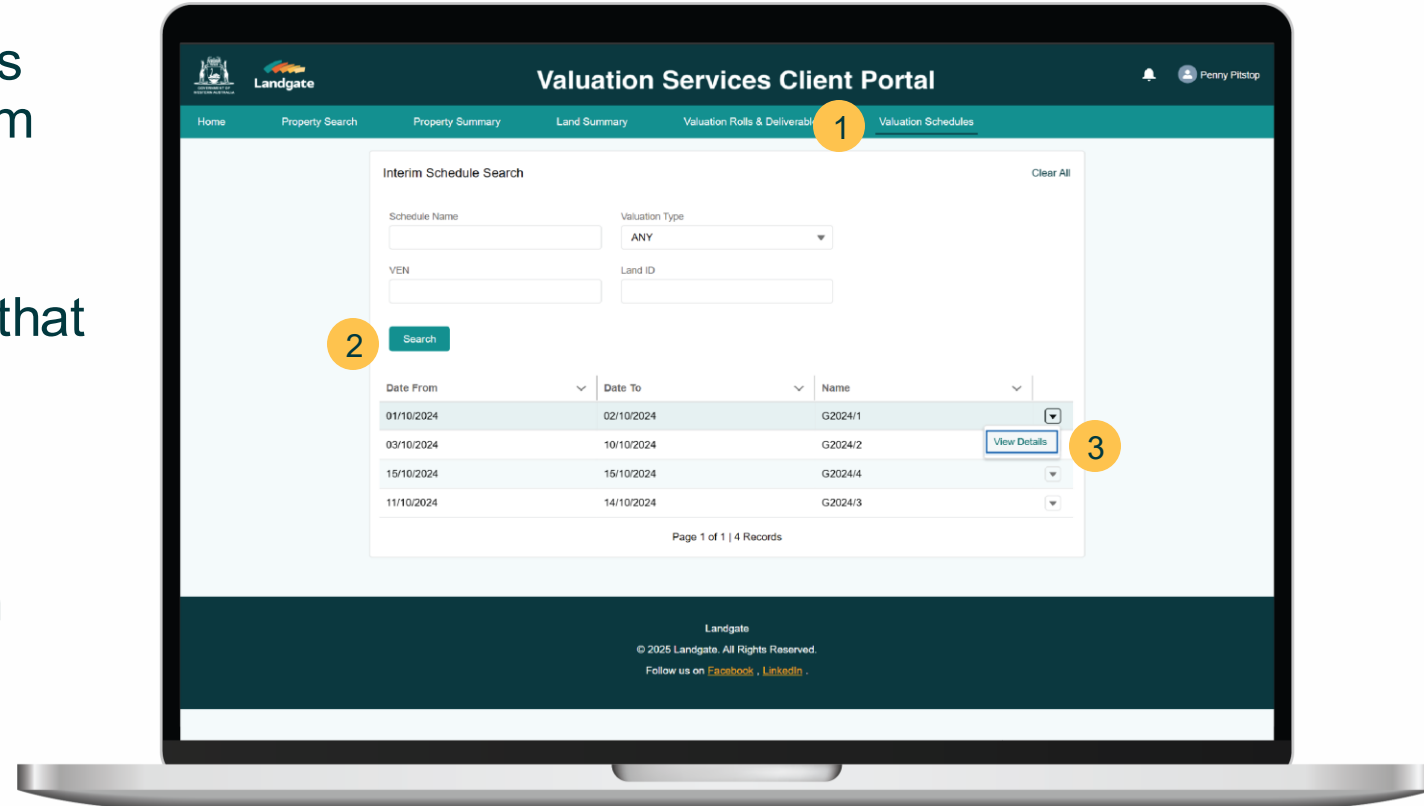 s
m
that
Landgate
Valuation Services Client Portal
Penny Pitstop
Home Property Search Property Summary Land Summary Valuation Rolls & Deliverabl 1 Valuation Schedules
Interim Schedule Search Clear All
Schedule Name Valuation Type
ANY
VEN Land ID
2 Search
Date From Date To Name
01/10/2024 02/10/2024 G2024/1
03/10/2024 10/10/2024 G2024/2 View Details 3
15/10/2024 15/10/2024 G2024/4
11/10/2024 14/10/2024 G2024/3
Page 1 of 1 | 4 Records
Landgate
© 2025 Landgate. All Rights Reserved.
Follow us on Facebook , LinkedIn .